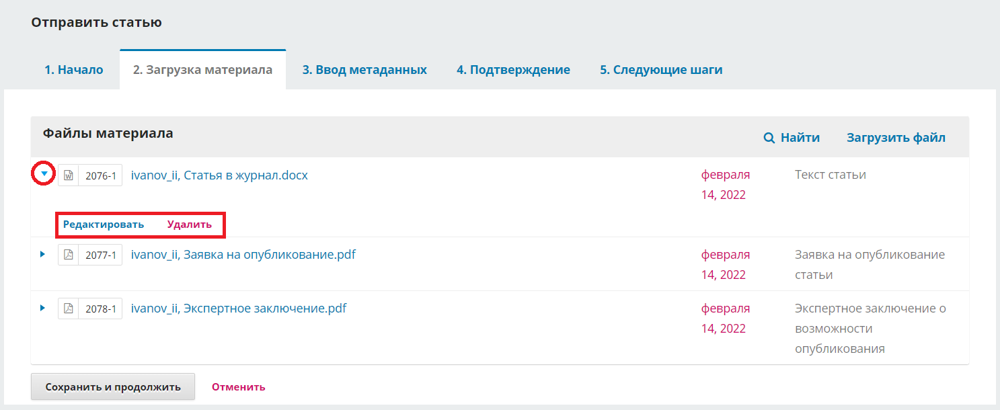 Отправить статью
1. Начало 2. Загрузка материала 3. Ввод метаданных 4. Подтверждение 5. Следующие шаги
Файлы материала Найти Загрузить файл
2076-1 ivanov_ii, Статья в журнал.docx февраля Текст статьи
14, 2022
Редактировать Удалить
2077-1 ivanov_ii, Заявка на опубликование.pdf февраля Заявка на опубликование
14, 2022 статьи
2078-1 ivanov_ii, Экспертное заключение.pdf февраля Экспертное заключение о
14, 2022 возможности
опубликования
Сохранить и продолжить Отменить